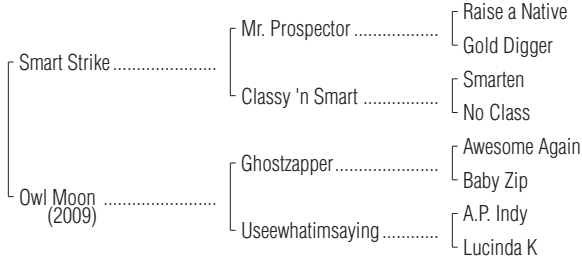 Raise a Native
Mr. Prospector ..................
Gold Digger
Smart Strike ......................
Smarten
Classy 'n Smart ................
No Class
Awesome Again
Ghostzapper ......................
Baby Zip
Owl Moon .......................
(2009)
A.P. Indy
Useewhatimsaying ............
Lucinda K